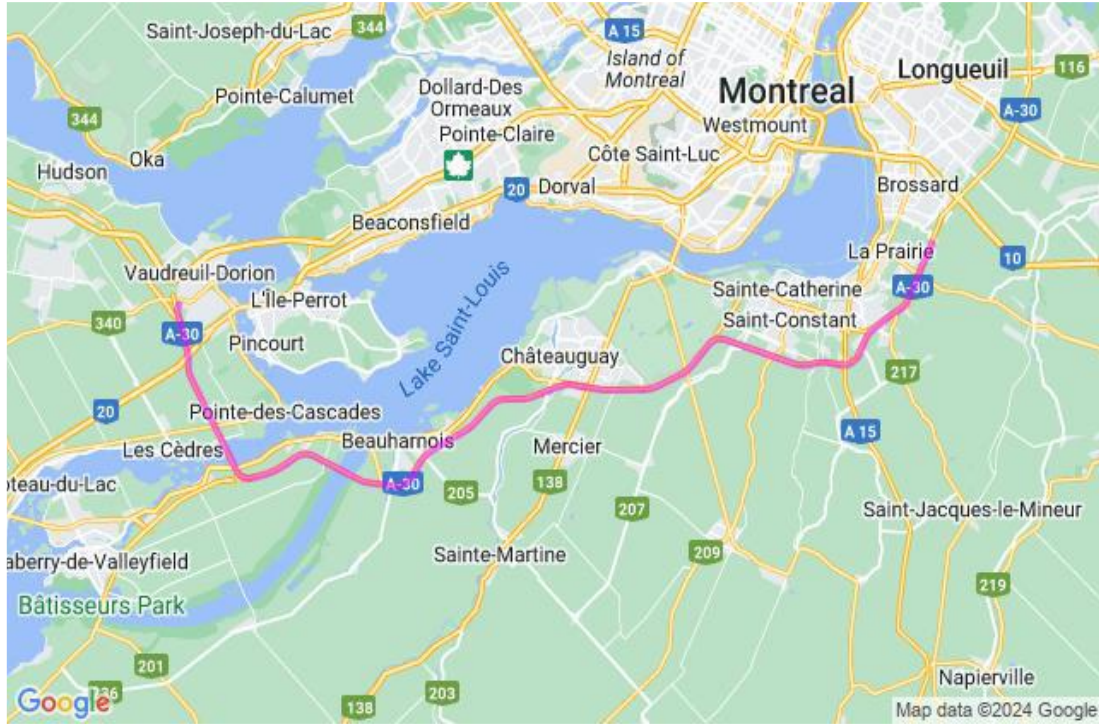 344
Saint-Joseph-du-Lac
344
A 15
Island of
Montreal
Longueuil
116
Pointe-Calumet
Dollard-Des
Ormeaux
Montreal
A-30
344
Pointe-Claire
Westmount
Oka
Côte Saint-Luc
Hudson
20
Dorval
Brossard
Beaconsfield
La Prairie
10
Vaudreuil-Dorion
L'Île-Perrot
Lake Saint-Louis
Sainte-Catherine
A-30
340
A-30
Saint-Constant
Pincourt
Châteauguay
217
20
Pointe-des-Cascades
Les Cèdres
Beauharnois
Mercier
A 15
oteau-du-Lac
A-30
205
138
207
Saint-Jacques-le-Mineur
aberry-de-Valleyfield
Sainte-Martine
209
219
Bâtisseurs Park
201
Napierville
236
138
203
Google
Map data ©2024 Google